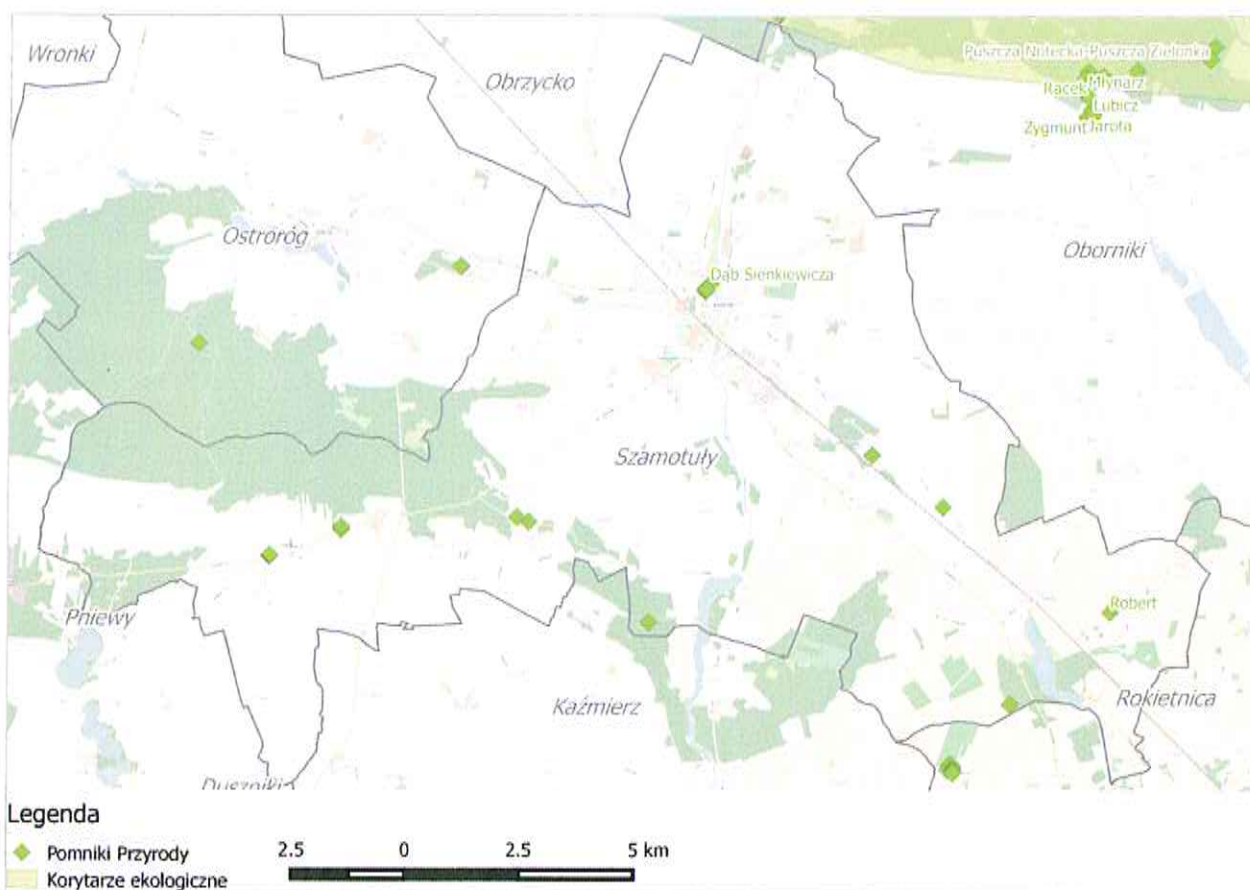 Wronki
Obrzycko
Puszcza Notecka-Puszcza Zielonka
Racek
Młynarz
Lubicz
Zygmunt
Jarota
Ostroróg
Oborniki
Dąb Sienkiewicza
Szamotuły
Robert
Pniewy
Kaźmierz
Rokietnica
Duszniki
Legenda
Pomniki Przyrody
2.5 0 2.5 5 km
Korytarze ekologiczne